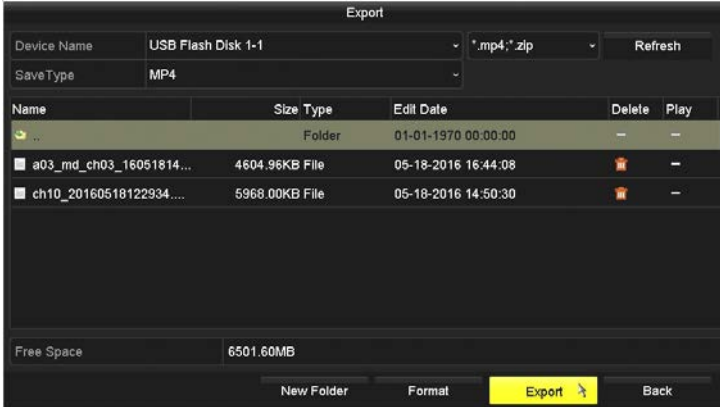 Export
Device Name USB Flash Disk 1-1 *.mp4;*.zip Refresh
SaveType MP4
Name Size Type Edit Date Delete Play
.. Folder 01-01-1970 00:00:00 — —
a03_md_ch03_16051814... 4604.96KB File 05-18-2016 16:44:08 —
ch10_20160518122934.... 5968.00KB File 05-18-2016 14:50:30 —
Free Space 6501.60MB
New Folder Format Export Back